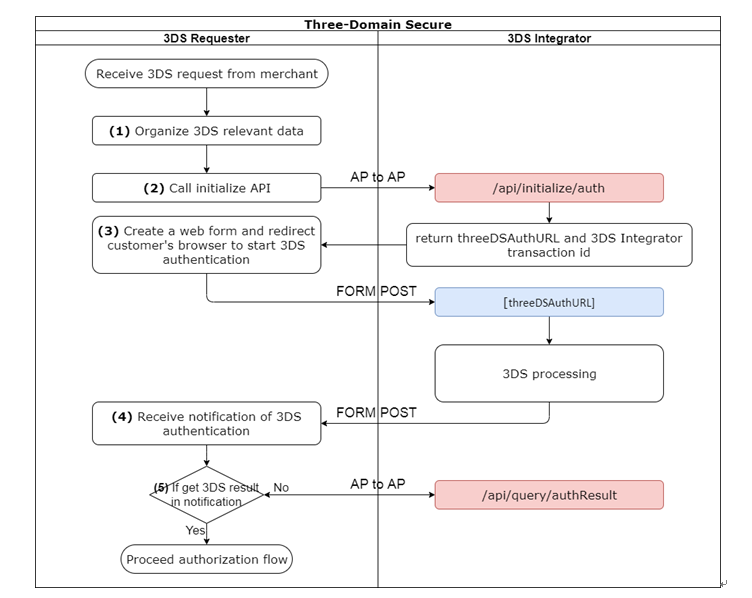 Three-Domain Secure
3DS Requester
3DS Integrator
Receive 3DS request from merchant
(1) Organize 3DS relevant data
(2) Call initialize API
AP to AP
/api/initialize/auth
(3) Create a web form and redirect
customer's browser to start 3DS
authentication
return threeDSAuthURL and 3DS Integrator
transaction id
FORM POST
[threeDSAuthURL]
3DS processing
(4) Receive notification of 3DS
authentication
FORM POST
(5) If get 3DS result
in notification
No
AP to AP
/api/query/authResult
Yes
Proceed authorization flow